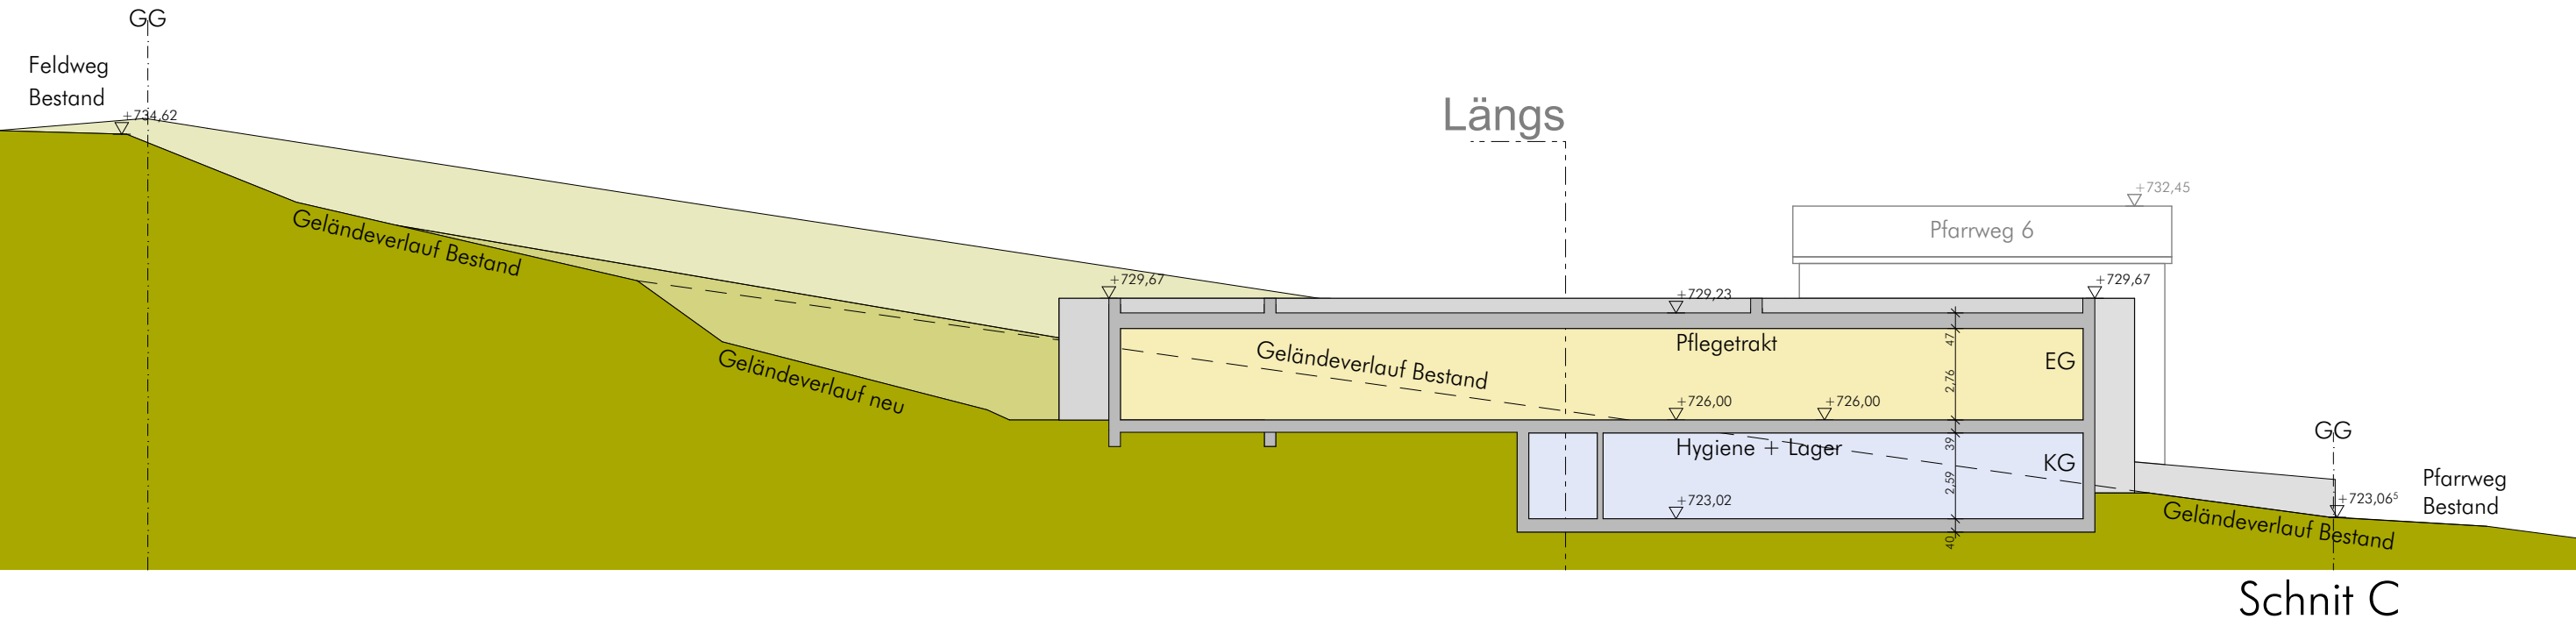 GG
Feldweg
Bestand
+734,62
Längs
+732,45
Pfarrweg 6
Geländeverlauf Bestand
+729,67
+729,23
+729,67
Pflegetrakt
47
Geländeverlauf Bestand
EG
Geländeverlauf neu
2,76
+726,00
+726,00
GG
Hygiene + Lager
39
KG
2,59
Pfarrweg
Bestand
+723,02
+723,06⁵
Geländeverlauf Bestand
40
Schnit C